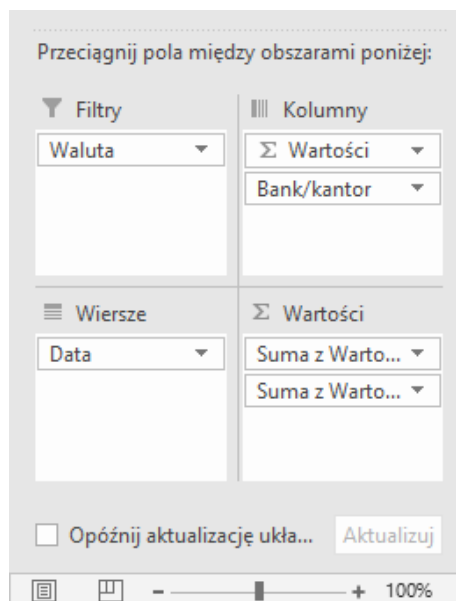 Przeciągnij pola między obszarami poniżej:
Filtry
Kolumny
Waluta
Σ Wartości
Bank/kantor
Wiersze
Σ Wartości
Data
Suma z Warto...
Suma z Warto...
Opóźnij aktualizację ukła...
Aktualizuj
- + 100%